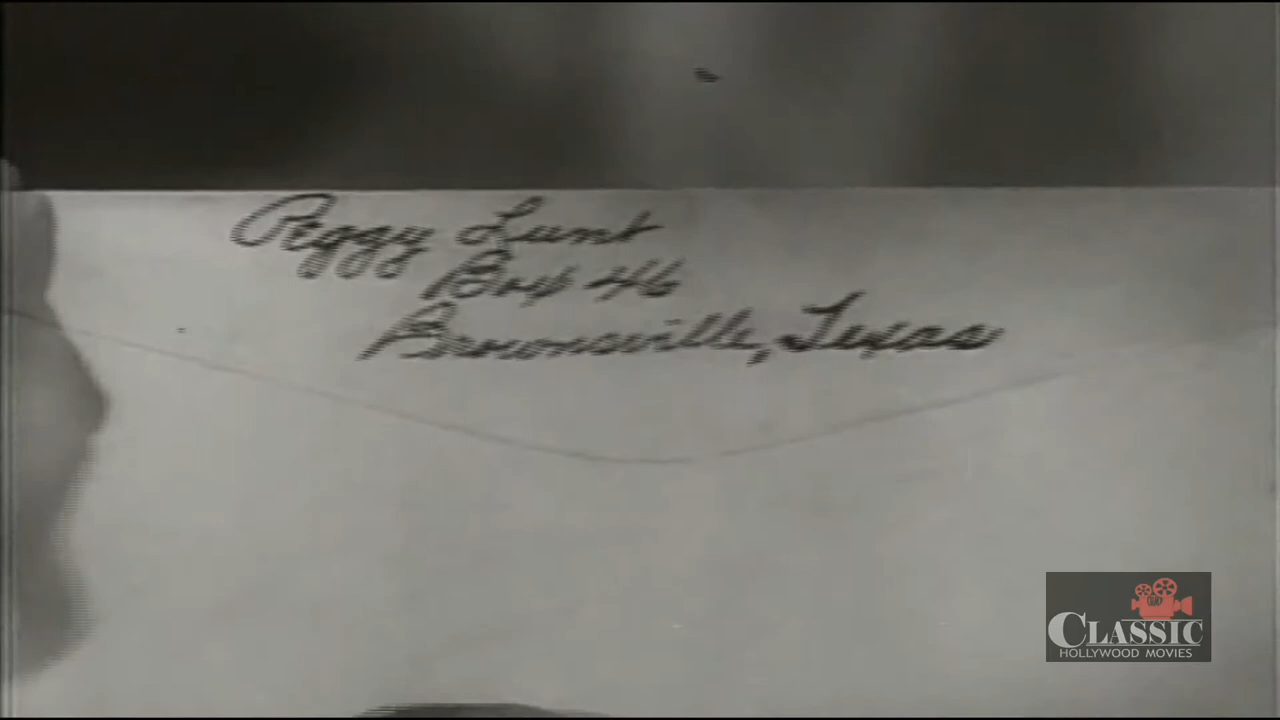 Peggy Lunt
Box 46
Brownsville, Texas
CLASSIC
HOLLYWOOD MOVIES